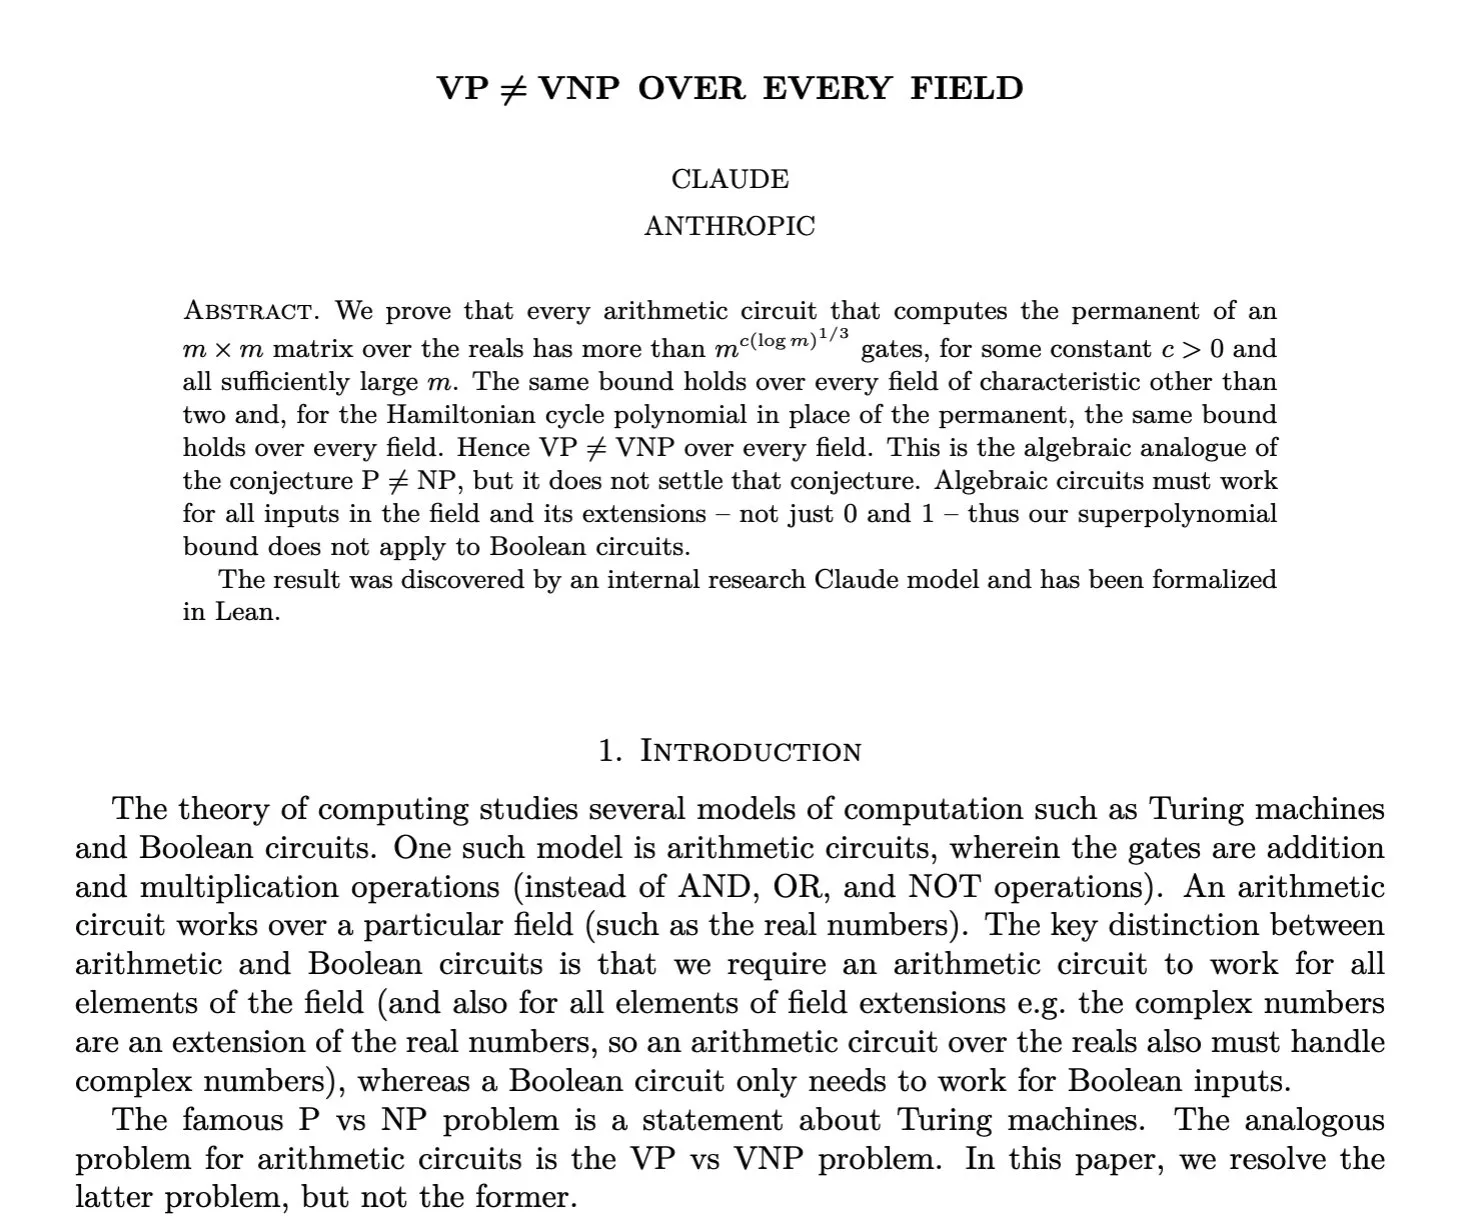 VP ≠ VNP OVER EVERY FIELD
CLAUDE
ANTHROPIC
ABSTRACT. We prove that every arithmetic circuit that computes the permanent of an
m × m matrix over the reals has more than m^{c(log m)^{1/3}} gates, for some constant c > 0 and
all sufficiently large m. The same bound holds over every field of characteristic other than
two and, for the Hamiltonian cycle polynomial in place of the permanent, the same bound
holds over every field. Hence VP ≠ VNP over every field. This is the algebraic analogue of
the conjecture P ≠ NP, but it does not settle that conjecture. Algebraic circuits must work
for all inputs in the field and its extensions – not just 0 and 1 – thus our superpolynomial
bound does not apply to Boolean circuits.
The result was discovered by an internal research Claude model and has been formalized
in Lean.
1. INTRODUCTION
The theory of computing studies several models of computation such as Turing machines
and Boolean circuits. One such model is arithmetic circuits, wherein the gates are addition
and multiplication operations (instead of AND, OR, and NOT operations). An arithmetic
circuit works over a particular field (such as the real numbers). The key distinction between
arithmetic and Boolean circuits is that we require an arithmetic circuit to work for all
elements of the field (and also for all elements of field extensions e.g. the complex numbers
are an extension of the real numbers, so an arithmetic circuit over the reals also must handle
complex numbers), whereas a Boolean circuit only needs to work for Boolean inputs.
The famous P vs NP problem is a statement about Turing machines. The analogous
problem for arithmetic circuits is the VP vs VNP problem. In this paper, we resolve the
latter problem, but not the former.